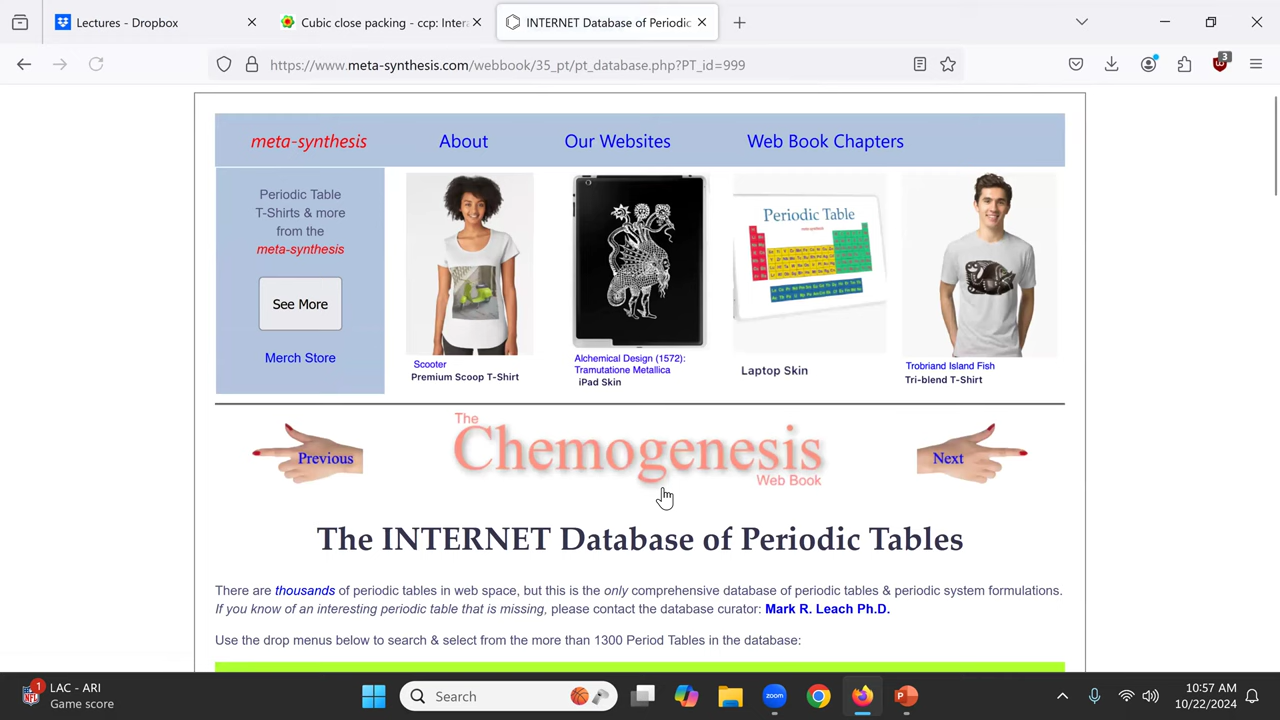 Lectures - Dropbox
Cubic close packing - ccp: Inter
INTERNET Database of Periodic
https://www.meta-synthesis.com/webbook/35_pt/pt_database.php?PT_id=999
3
meta-synthesis About Our Websites Web Book Chapters
Periodic Table
T-Shirts & more
from the
meta-synthesis
See More
Merch Store
Periodic Table
Scooter
Premium Scoop T-Shirt
Alchemical Design (1572):
Tramutatione Metallica
iPad Skin
Laptop Skin
Trobriand Island Fish
Tri-blend T-Shirt
Previous
The
Chemogenesis
Web Book
Next
The INTERNET Database of Periodic Tables
There are thousands of periodic tables in web space, but this is the only comprehensive database of periodic tables & periodic system formulations.
If you know of an interesting periodic table that is missing, please contact the database curator: Mark R. Leach Ph.D.
Use the drop menus below to search & select from the more than 1300 Period Tables in the database:
1
LAC - ARI
Game score
Search
zoom
10:57 AM
10/22/2024